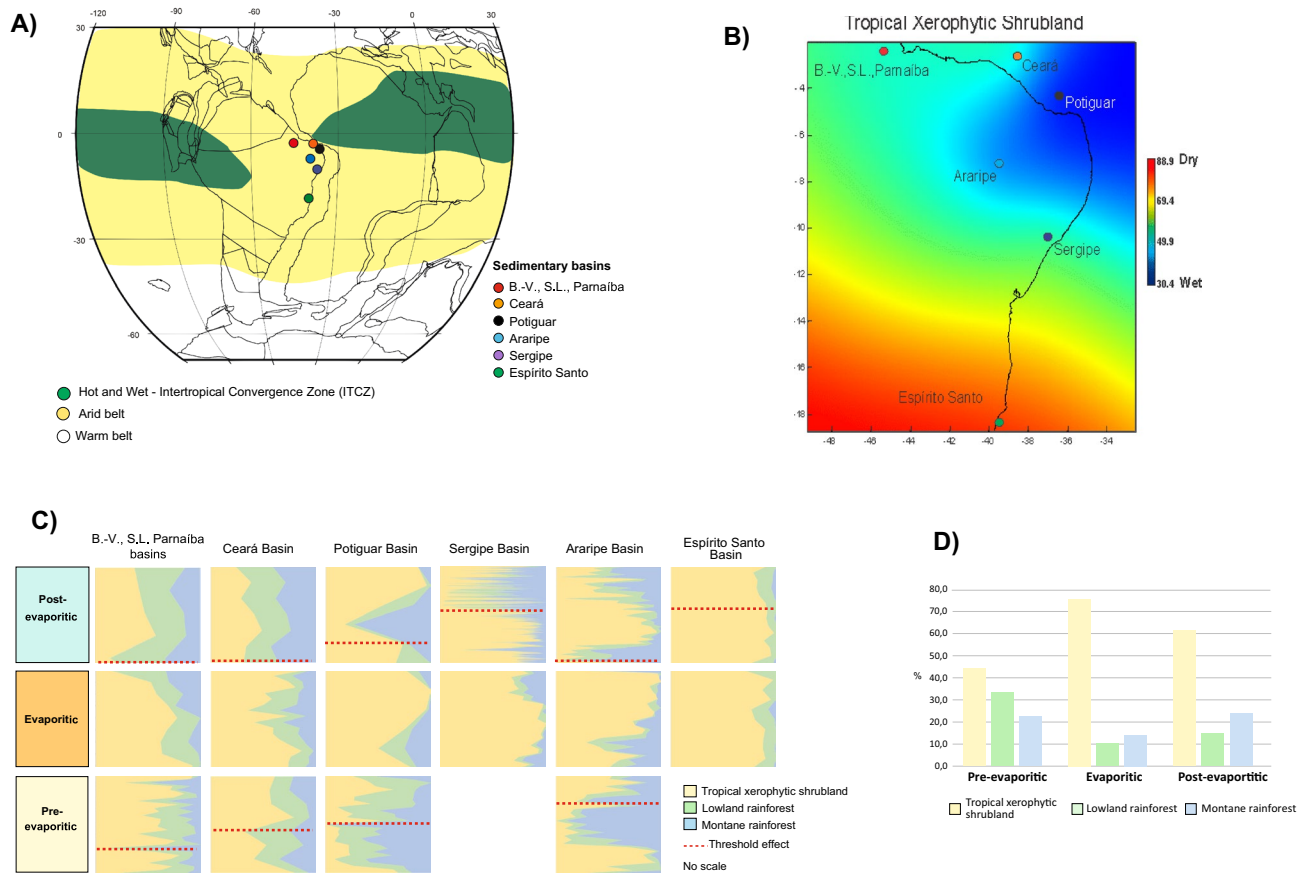 A)
30
-120
-90
-60
-30
0
30
30
0
-30
-60
Sedimentary basins
B.-V., S.L., Parnaíba
Ceará
Potiguar
Araripe
Sergipe
Espírito Santo
Hot and Wet - Intertropical Convergence Zone (ITCZ)
Arid belt
Warm belt
B)
Tropical Xerophytic Shrubland
B.-V.,S.L.,Parnaíba
Ceará
Potiguar
Araripe
Sergipe
Espírito Santo
-4
-6
-8
-10
-12
-14
-16
-18
-48
-46
-44
-42
-40
-38
-36
-34
88.9 Dry
69.4
49.9
30.4 Wet
C)
B.-V., S.L. Parnaíba
basins
Ceará Basin
Potiguar Basin
Sergipe Basin
Araripe Basin
Espírito Santo
Basin
Post-
evaporitic
Evaporitic
Pre-
evaporitic
Tropical xerophytic shrubland
Lowland rainforest
Montane rainforest
Threshold effect
No scale
D)
80,0
70,0
60,0
50,0
40,0
30,0
20,0
10,0
0,0
%
Pre-evaporitic
Evaporitic
Post-evaportitic
Tropical xerophytic
shrubland
Lowland rainforest
Montane rainforest